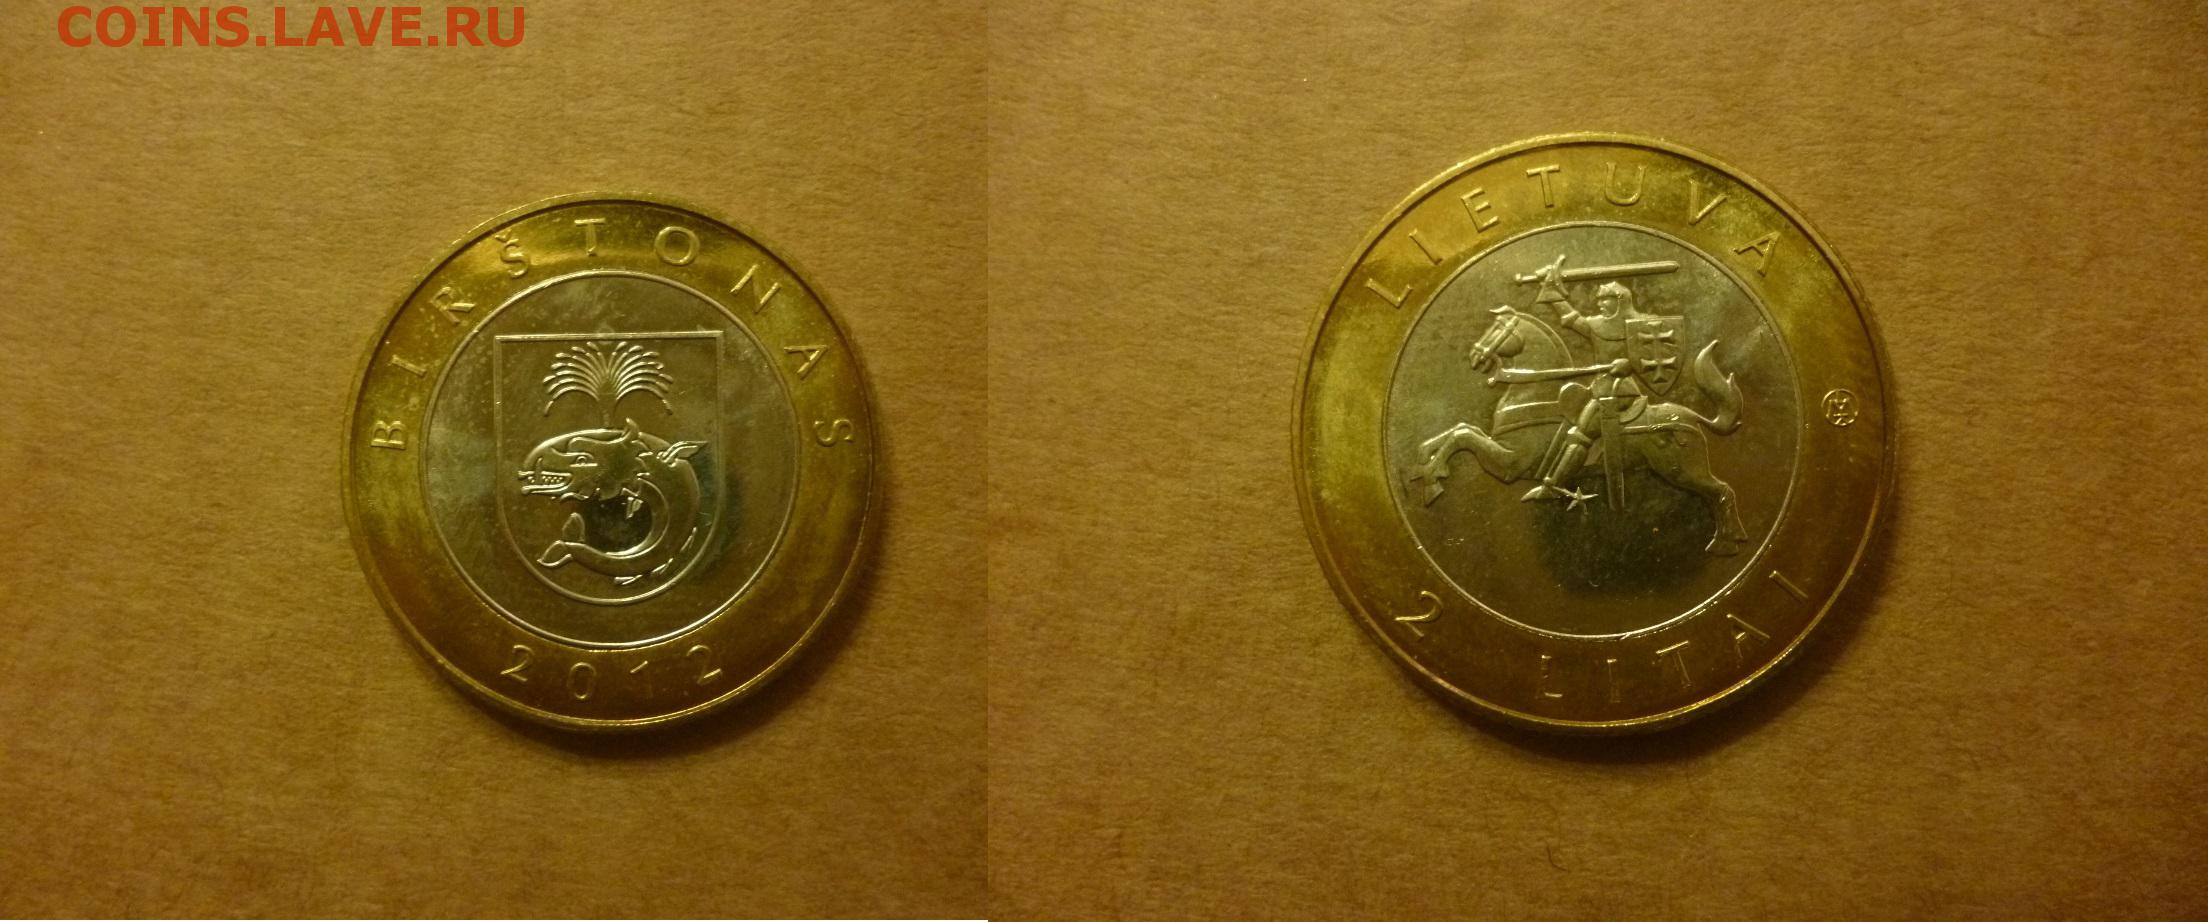 COINS.LAVE.RU
BIRŠTONAS
2012
LIETUVA
2 LITAI